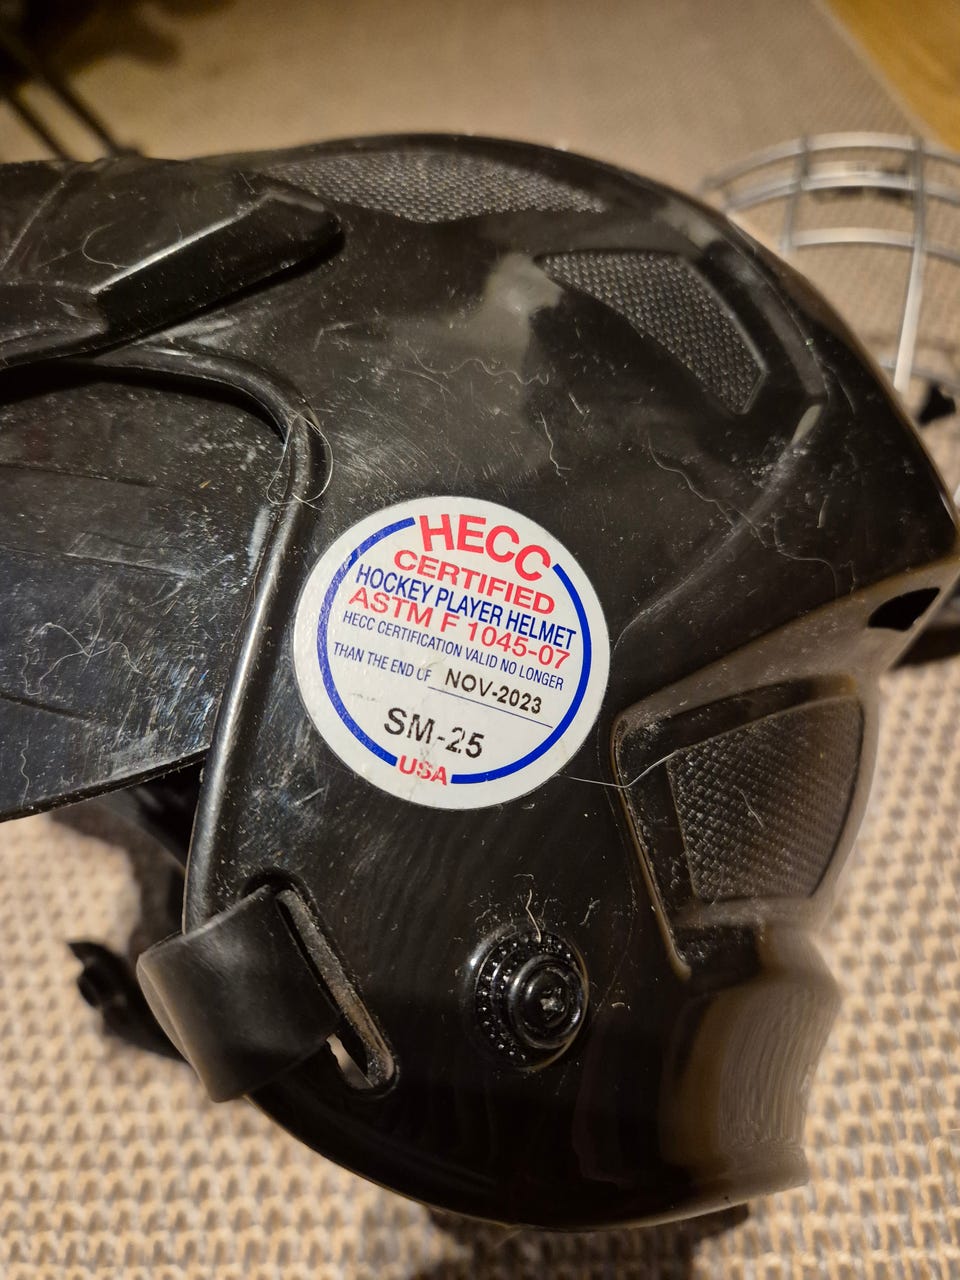 HECC
CERTIFIED
HOCKEY PLAYER HELMET
ASTM F 1045-07
HECC CERTIFICATION VALID NO LONGER
THAN THE END OF NOV-2023
SM-25
USA